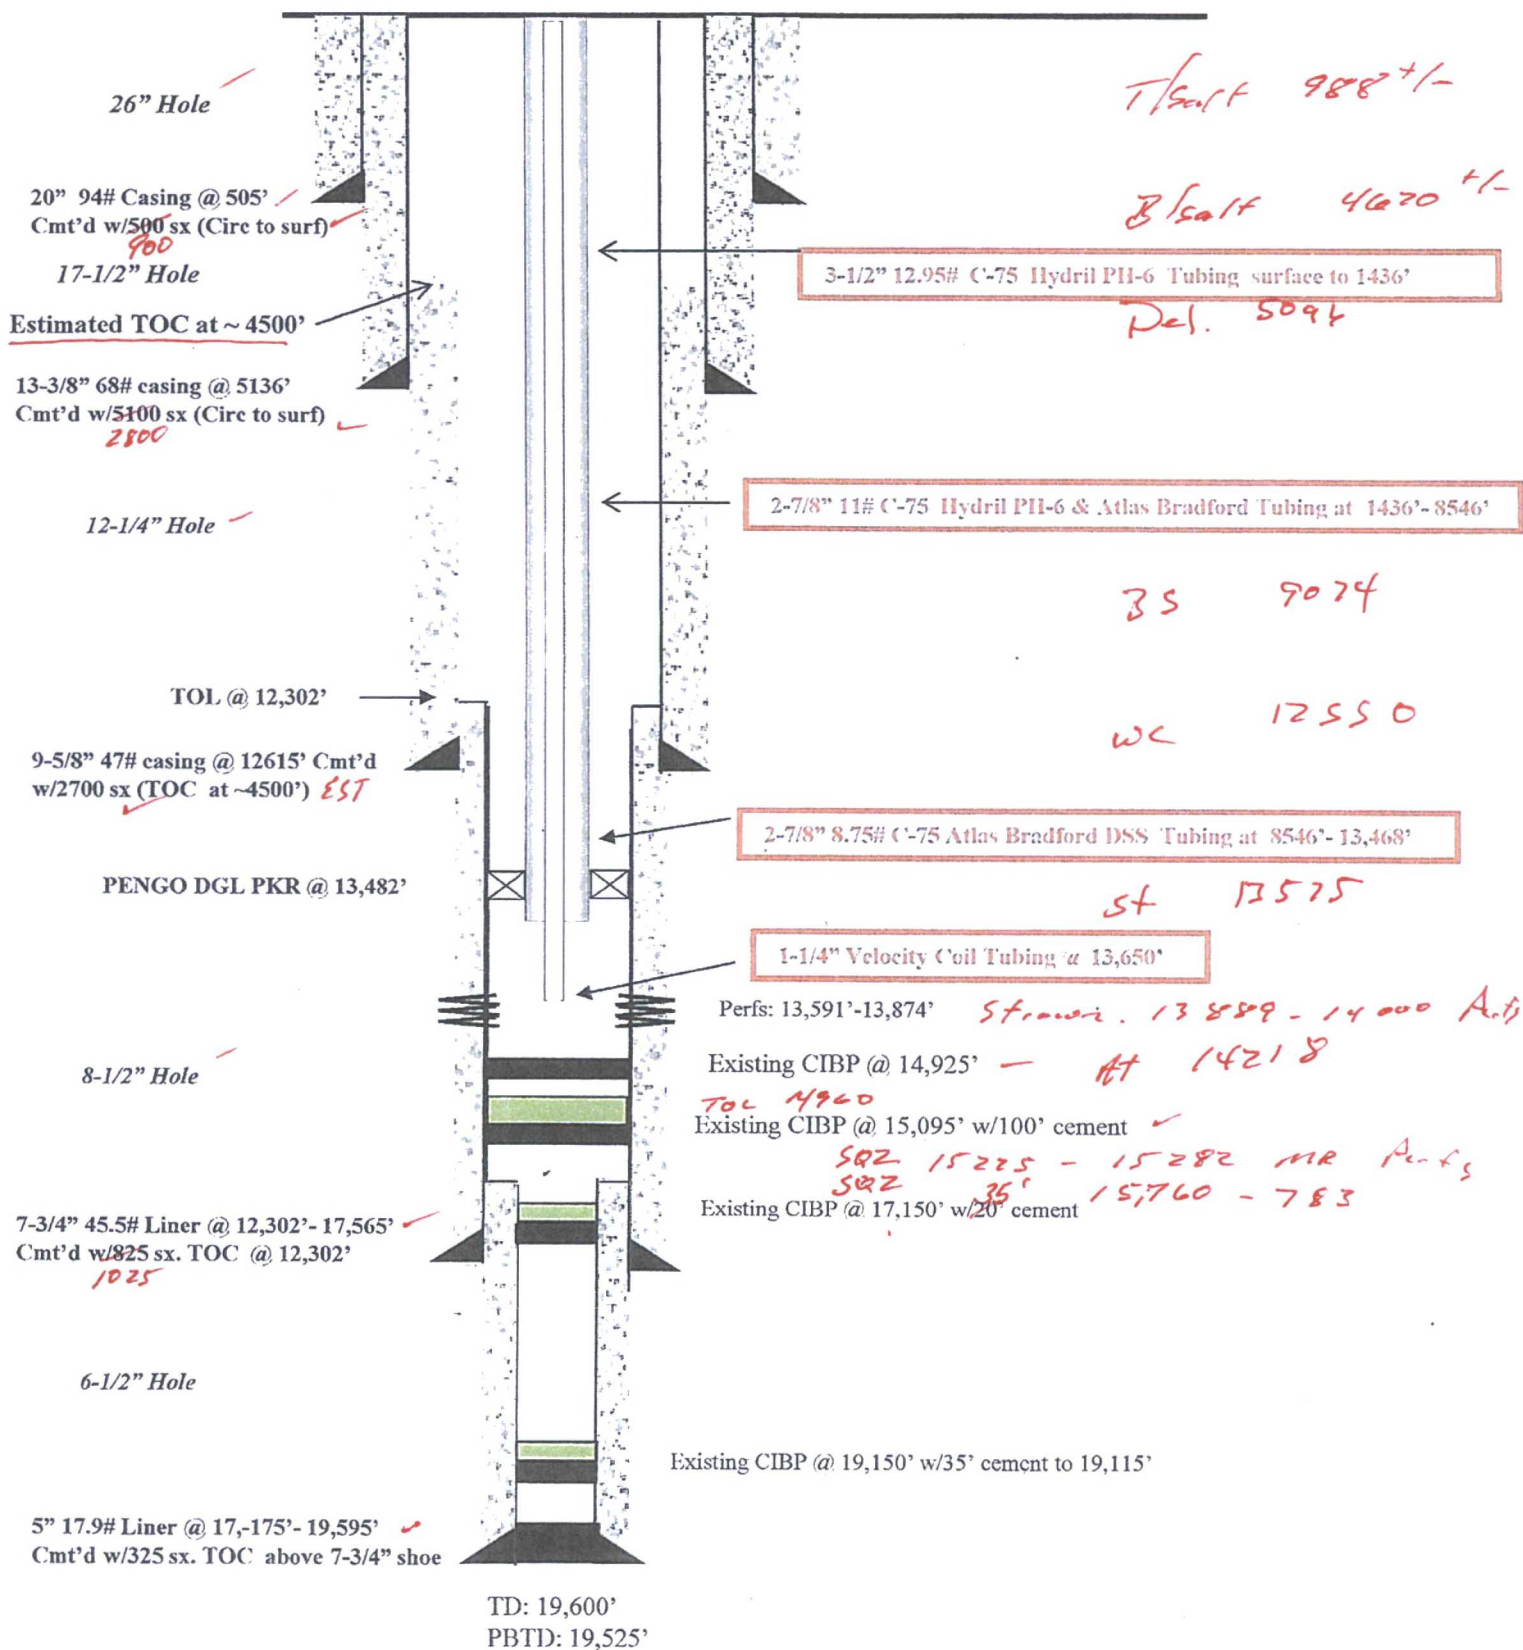 26” Hole
T/Salt 988 +/-
20” 94# Casing @ 505’
Cmt’d w/500 sx (Circ to surf)
900
B/salt 4620 +/-
17-1/2” Hole
3-1/2” 12.95# C-75 Hydril PH-6 Tubing surface to 1436’
Estimated TOC at ~ 4500’
Del. 5096
13-3/8” 68# casing @ 5136’
Cmt’d w/5100 sx (Circ to surf)
2800
2-7/8” 11# C-75 Hydril PH-6 & Atlas Bradford Tubing at 1436’- 8546’
12-1/4” Hole
BS 9074
TOL @ 12,302’
WC 12550
9-5/8” 47# casing @ 12615’ Cmt’d
w/2700 sx (TOC at ~4500’) EST
2-7/8” 8.75# C-75 Atlas Bradford DSS Tubing at 8546’- 13,468’
PENGO DGL PKR @ 13,482’
St 13575
1-1/4” Velocity Coil Tubing @ 13,650’
Perfs: 13,591’-13,874’ Strawn. 13889 - 14000 Perfs
8-1/2” Hole
Existing CIBP @ 14,925’ - At 14218
TOC 14960
Existing CIBP @ 15,095’ w/100’ cement
SQZ 15225 - 15282 MR Perfs
SQZ 15,760 - 783
35'
Existing CIBP @ 17,150’ w/20’ cement
7-3/4” 45.5# Liner @ 12,302’- 17,565’
Cmt’d w/825 sx. TOC @ 12,302’
1025
6-1/2” Hole
Existing CIBP @ 19,150’ w/35’ cement to 19,115’
5” 17.9# Liner @ 17,-175’- 19,595’
Cmt’d w/325 sx. TOC above 7-3/4” shoe
TD: 19,600’
PBTD: 19,525’